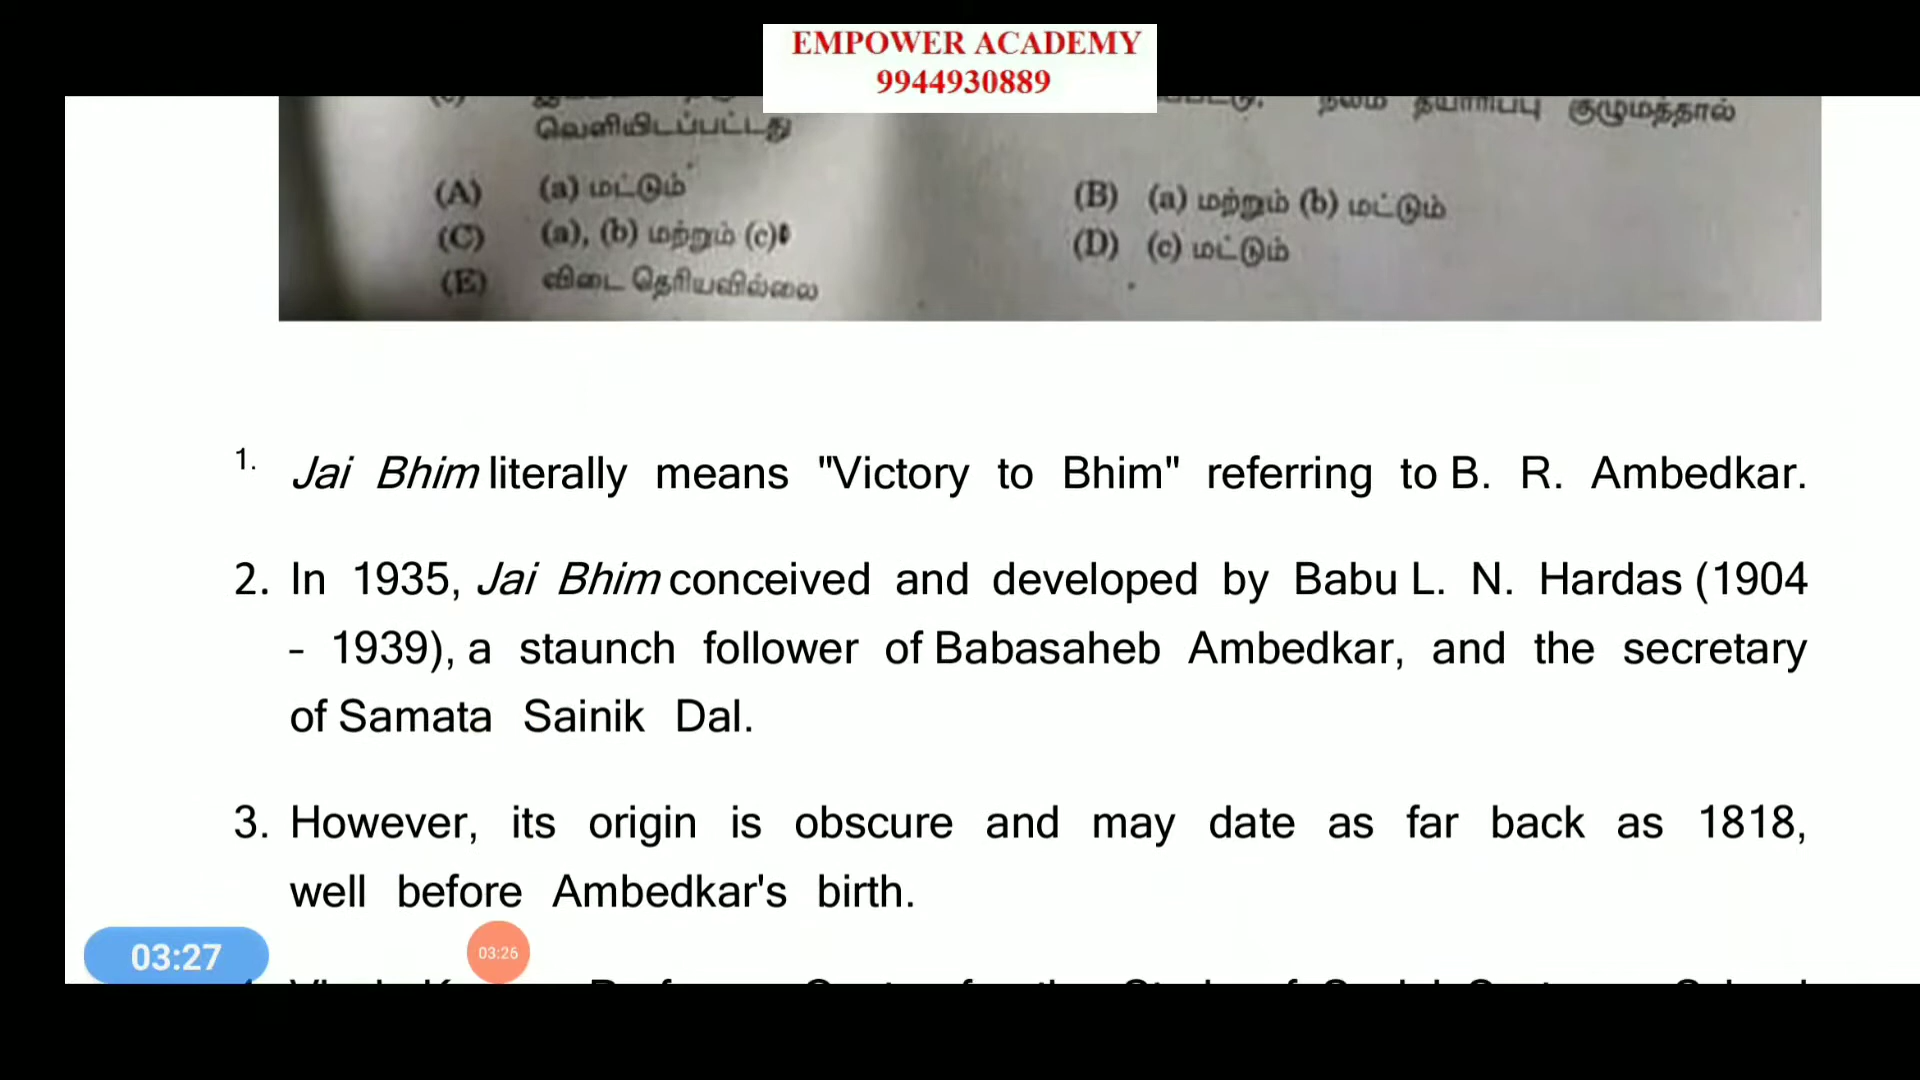 EMPOWER ACADEMY
9944930889
குழுமத்தால்
வெளியிடப்பட்டது
(A) (a) மட்டும்
(B) (a) மற்றும் (b) மட்டும்
(C) (a), (b) மற்றும் (c)
(D) (c) மட்டும்
(E) விடை தெரியவில்லை
1. Jai Bhim literally means "Victory to Bhim" referring to B. R. Ambedkar.
2. In 1935, Jai Bhim conceived and developed by Babu L. N. Hardas (1904
– 1939), a staunch follower of Babasaheb Ambedkar, and the secretary
of Samata Sainik Dal.
3. However, its origin is obscure and may date as far back as 1818,
well before Ambedkar's birth.
03:27
03:26